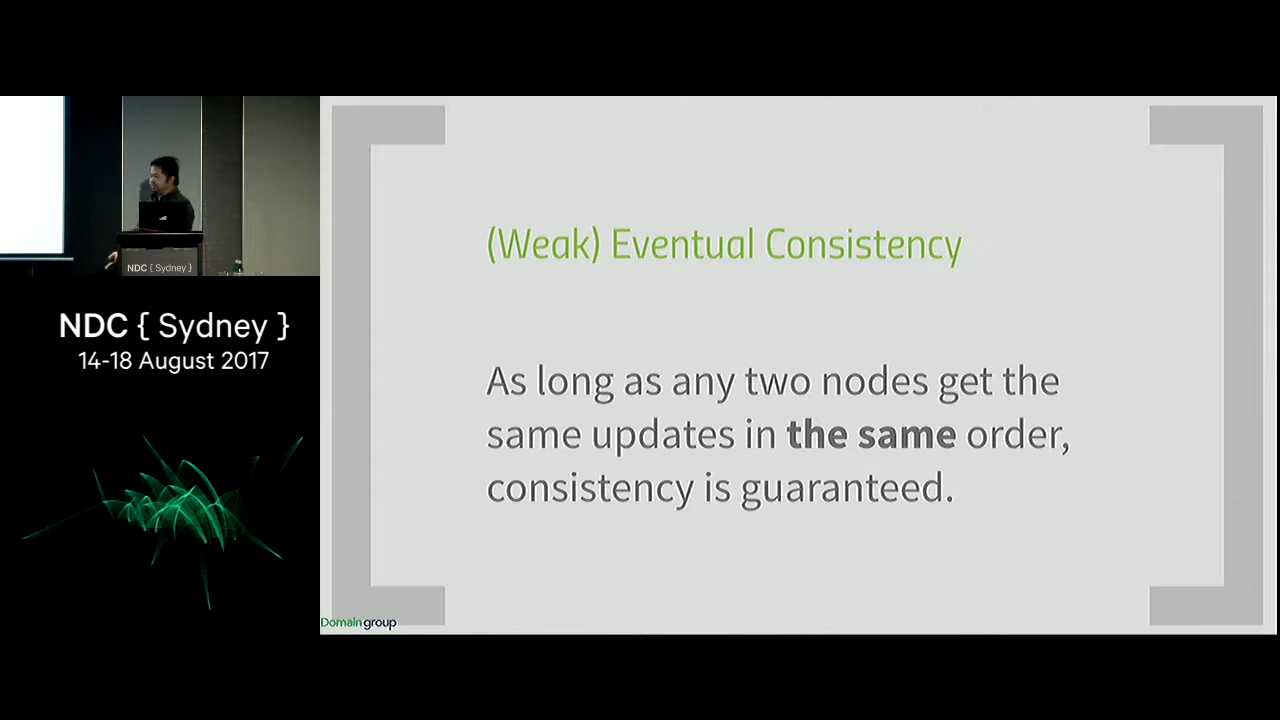 NDC { Sydney }
NDC { Sydney }
14-18 August 2017
(Weak) Eventual Consistency
As long as any two nodes get the
same updates in the same order,
consistency is guaranteed.
Domain group